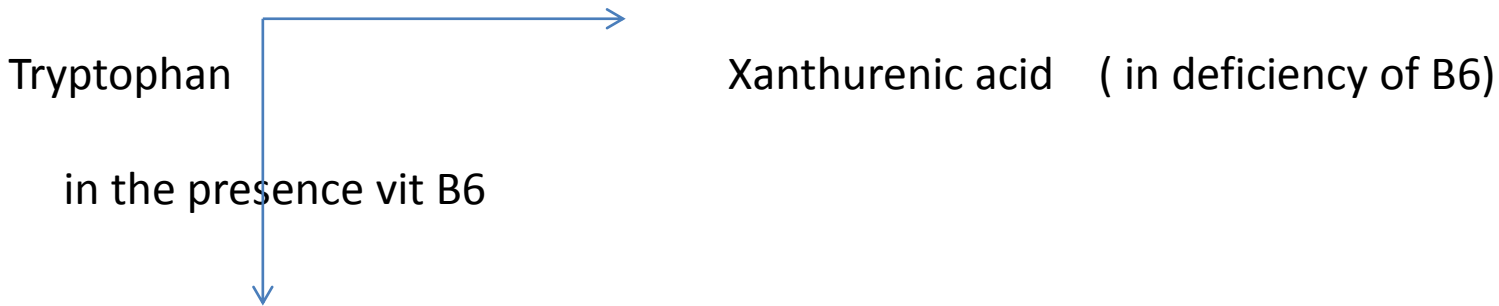 Tryptophan Xanthurenic acid ( in deficiency of B6)
in the presence vit B6